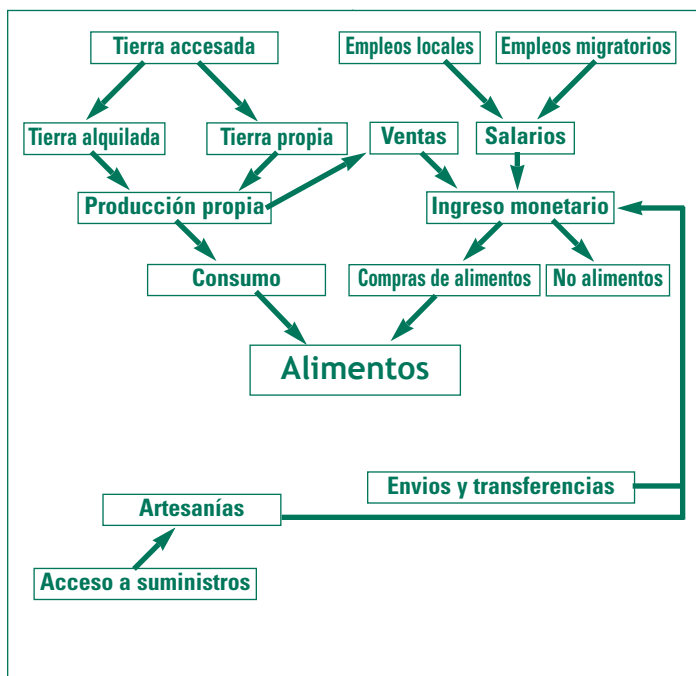 Tierra accesada
Empleos locales
Empleos migratorios
Tierra alquilada
Tierra propia
Ventas
Salarios
Producción propia
Ingreso monetario
Consumo
Compras de alimentos
No alimentos
Alimentos
Envios y transferencias
Artesanías
Acceso a suministros